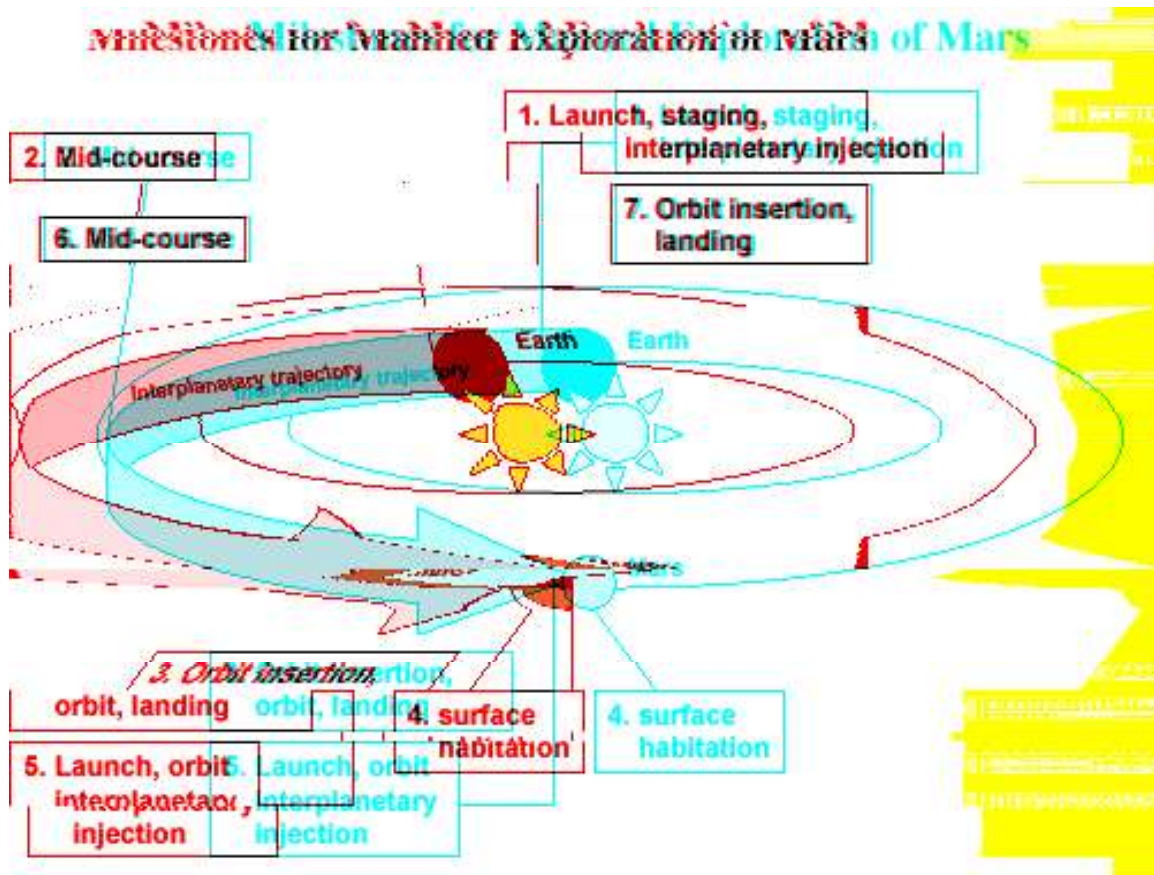 Milestones for Manned Exploration of Mars
1. Launch, staging,
interplanetary injection
2. Mid-course
7. Orbit insertion,
landing
6. Mid-course
Earth
Earth
Interplanetary trajectory
Mars
3. Orbit insertion,
orbit, landing
4. surface
habitation
4. surface
habitation
5. Launch, orbit
interplanetary
injection